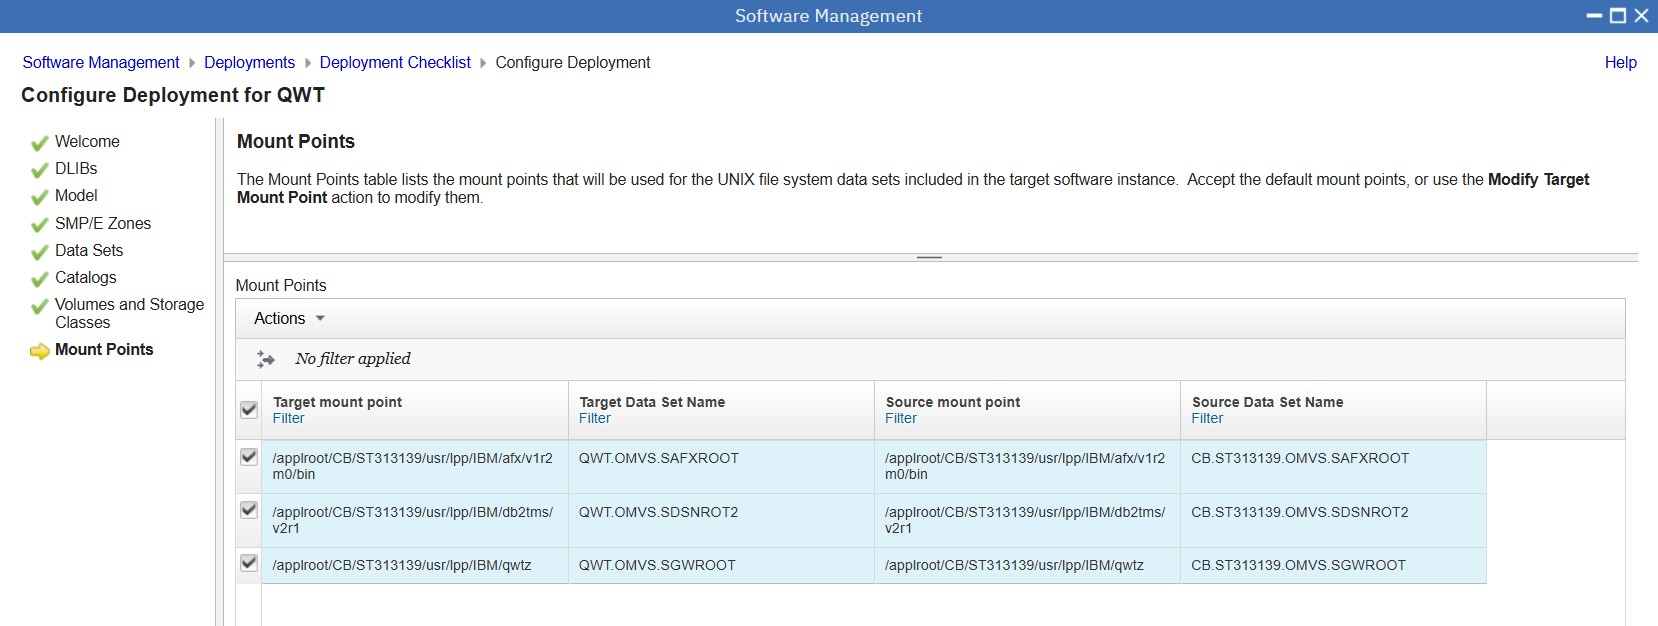 Software Management
Software Management Deployments Deployment Checklist Configure Deployment
Help
Configure Deployment for QWT
Welcome
DLIBs
Model
SMP/E Zones
Data Sets
Catalogs
Volumes and Storage
Classes
Mount Points
Mount Points
The Mount Points table lists the mount points that will be used for the UNIX file system data sets included in the target software instance.  Accept the default mount points, or use the Modify Target
Mount Point action to modify them.
Mount Points
Actions
No filter applied
Target mount point
Filter
Target Data Set Name
Filter
Source mount point
Filter
Source Data Set Name
Filter
/applroot/CB/ST313139/usr/lpp/IBM/afx/v1r2
m0/bin
QWT.OMVS.SAFXROOT
/applroot/CB/ST313139/usr/lpp/IBM/afx/v1r2
m0/bin
CB.ST313139.OMVS.SAFXROOT
/applroot/CB/ST313139/usr/lpp/IBM/db2tms/
v2r1
QWT.OMVS.SDSNROT2
/applroot/CB/ST313139/usr/lpp/IBM/db2tms/
v2r1
CB.ST313139.OMVS.SDSNROT2
/applroot/CB/ST313139/usr/lpp/IBM/qwtz
QWT.OMVS.SGWROOT
/applroot/CB/ST313139/usr/lpp/IBM/qwtz
CB.ST313139.OMVS.SGWROOT